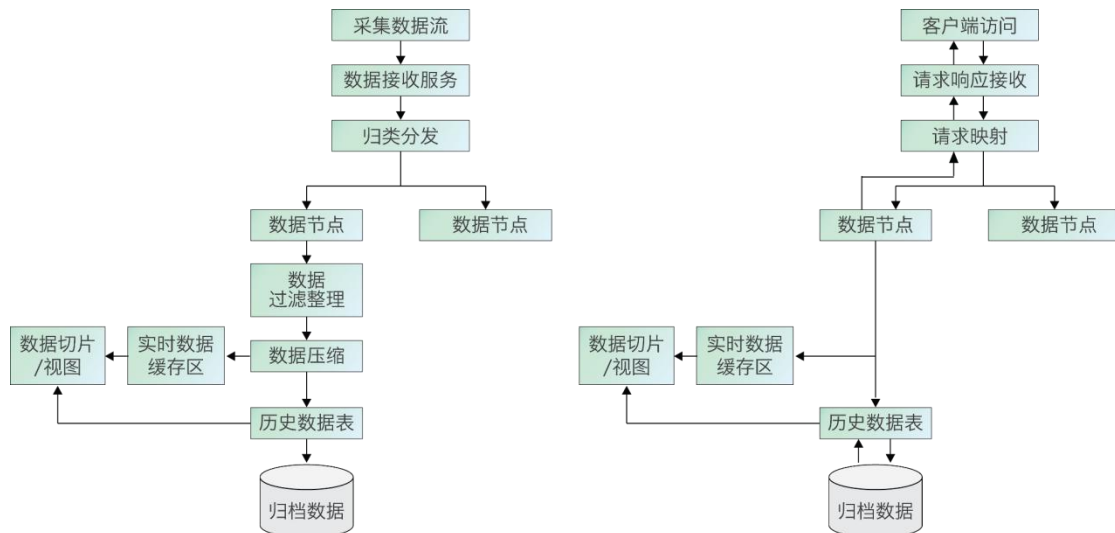 采集数据流
数据接收服务
归类分发
数据节点
数据节点
数据
过滤整理
数据切片
/视图
实时数据
缓存区
数据压缩
历史数据表
归档数据
客户端访问
请求响应接收
请求映射
数据节点
数据节点
数据切片
/视图
实时数据
缓存区
历史数据表
归档数据